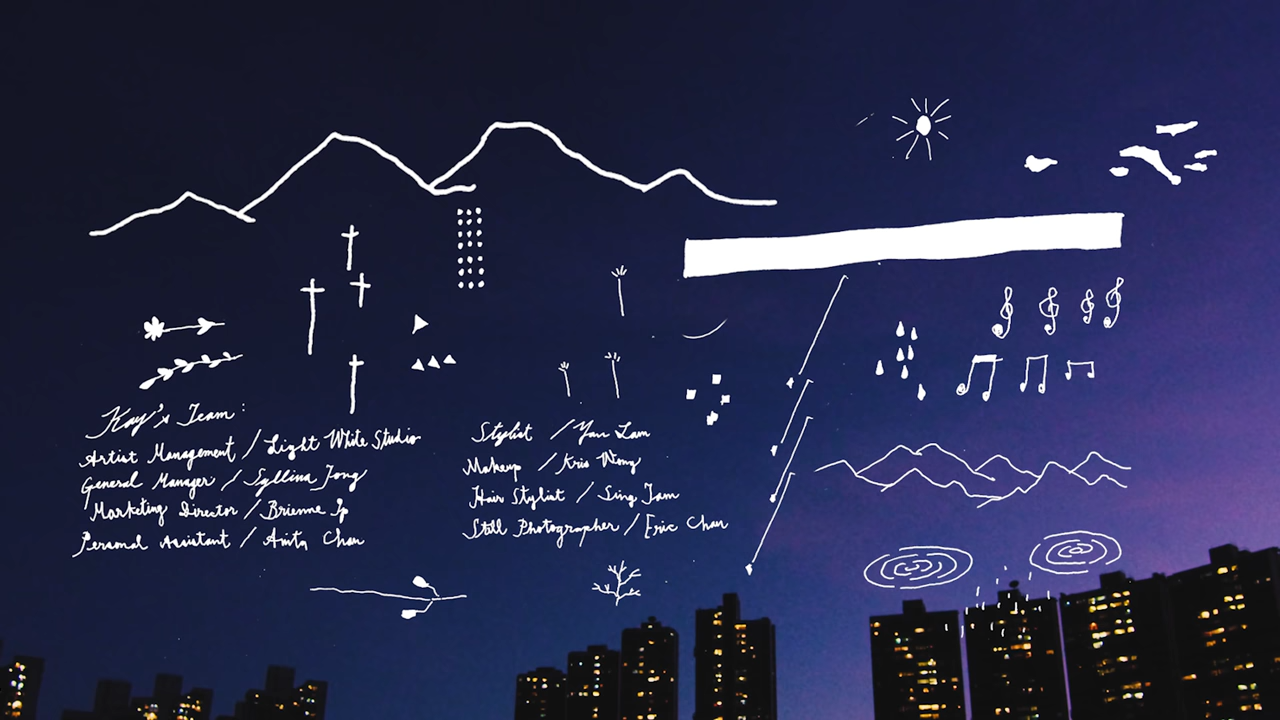 Kay's Team:
Artist Management / Light White Studio
General Manager / Syllina Jong
Marketing Director / Brienne Ip
Personal Assistant / Anita Chan
Stylist / Yan Lam
Makeup / Kris Wong
Hair Stylist / Sing Tam
Still Photographer / Eric Chan